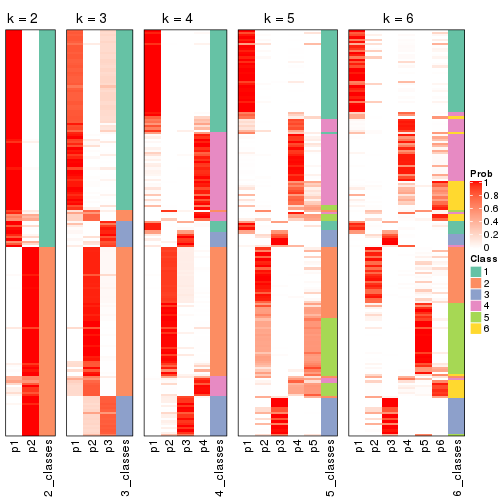 k = 2
k = 3
k = 4
k = 5
k = 6
p1
p2
2_classes
p1
p2
p3
3_classes
p1
p2
p3
p4
4_classes
p1
p2
p3
p4
p5
5_classes
p1
p2
p3
p4
p5
p6
6_classes
Prob
1
0.8
0.6
0.4
0.2
0
Class
1
2
3
4
5
6